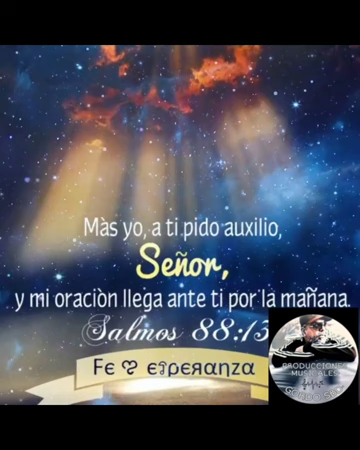 Màs yo, a ti pido auxilio,
Señor,
y mi oraciòn llega ante ti por la mañana.
Salmos 88:13
Fe ღ esperanza
PRODUCCIONES
MUSICALES